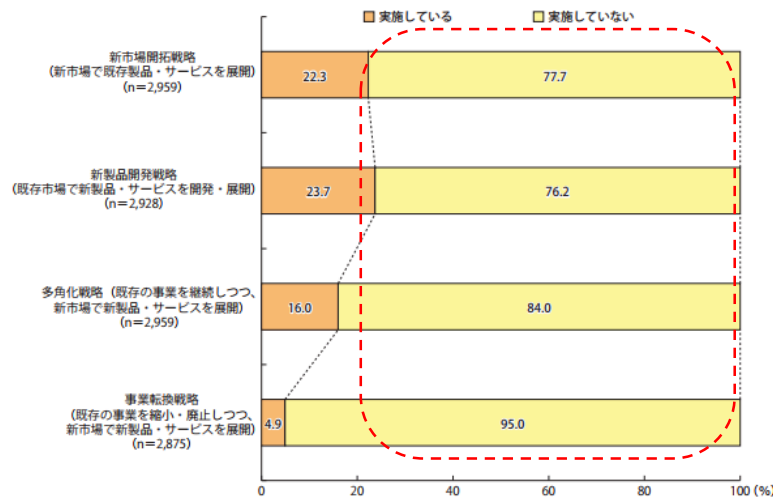 実施している 実施していない
新市場開拓戦略
(新市場で既存製品・サービスを展開)
(n=2,959)
22.3 77.7
新製品開発戦略
(既存市場で新製品・サービスを開発・展開)
(n=2,928)
23.7 76.2
多角化戦略(既存の事業を継続しつつ、
新市場で新製品・サービスを展開)
(n=2,959)
16.0 84.0
事業転換戦略
(既存の事業を縮小・廃止しつつ、
新市場で新製品・サービスを展開)
(n=2,875)
4.9 95.0
0 20 40 60 80 100 (%)